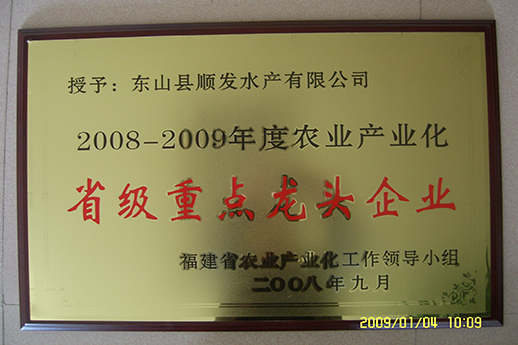 授予：东山县顺发水产有限公司
2008-2009年度农业产业化
省级重点龙头企业
福建省农业产业化工作领导小组
二〇〇八年九月
2009/01/04 10:09